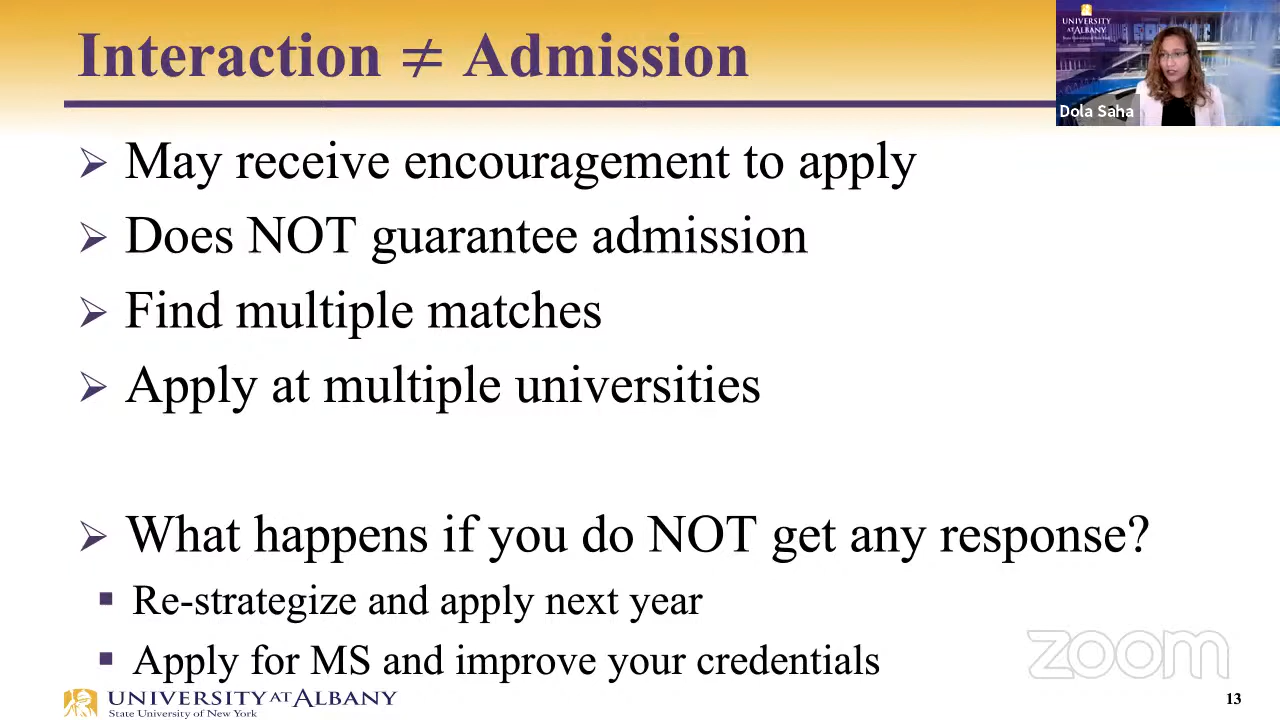 Interaction ≠ Admission
UNIVERSITY
AT ALBANY
Dola Saha
➢ May receive encouragement to apply
➢ Does NOT guarantee admission
➢ Find multiple matches
➢ Apply at multiple universities
➢ What happens if you do NOT get any response?
▪ Re-strategize and apply next year
▪ Apply for MS and improve your credentials
zoom
UNIVERSITY AT ALBANY
State University of New York
13